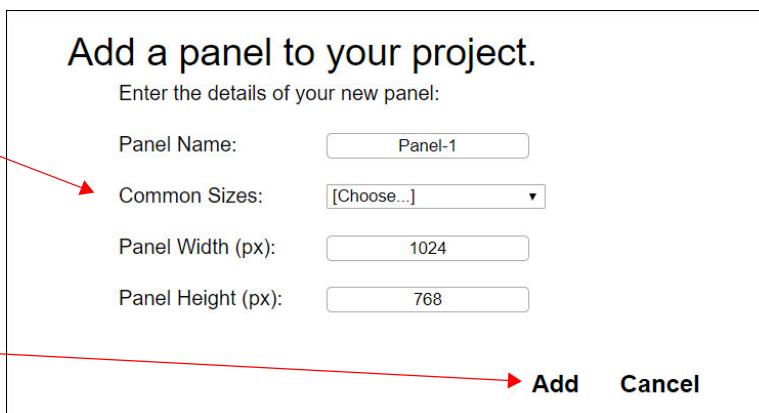 Add a panel to your project.
Enter the details of your new panel:
Panel Name: Panel-1
Common Sizes: [Choose...]
Panel Width (px): 1024
Panel Height (px): 768
Add Cancel